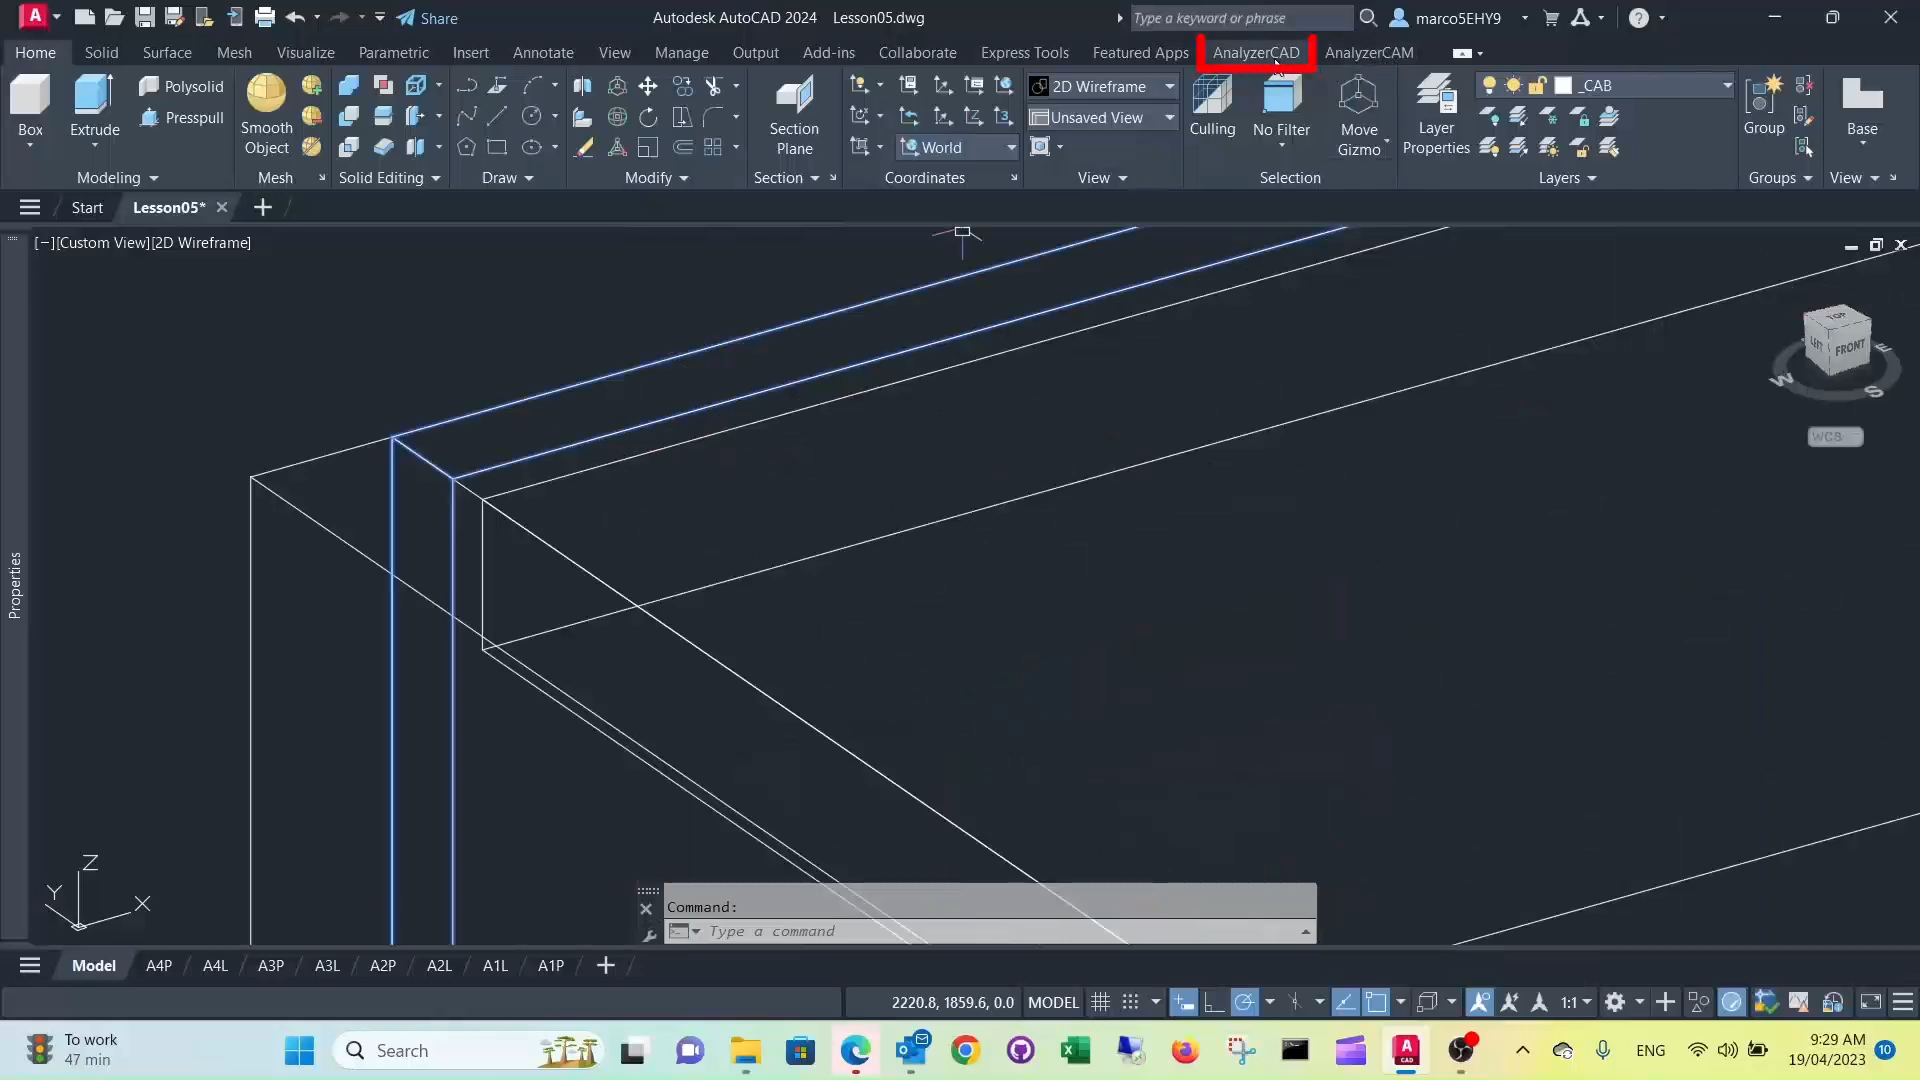 A Share Autodesk AutoCAD 2024 Lesson05.dwg Type a keyword or phrase marco5EHY9
Home Solid Surface Mesh Visualize Parametric Insert Annotate View Manage Output Add-ins Collaborate Express Tools Featured Apps AnalyzerCAD AnalyzerCAM
Box Extrude Polysolid Presspull Smooth Object Section Plane World 2D Wireframe Unsaved View Culling No Filter Move Gizmo Layer Properties _CAB Group Base
Modeling Mesh Solid Editing Draw Modify Section Coordinates View Selection Layers Groups View
Start Lesson05*
[−][Custom View][2D Wireframe]
TOP
LEFT FRONT E
W S
WCS
Properties
Z
Y X
Command:
Type a command
Model A4P A4L A3P A3L A2P A2L A1L A1P
2220.8, 1859.6, 0.0 MODEL 1:1
To work
47 min
Search
A CAD
ENG
9:29 AM
19/04/2023
10